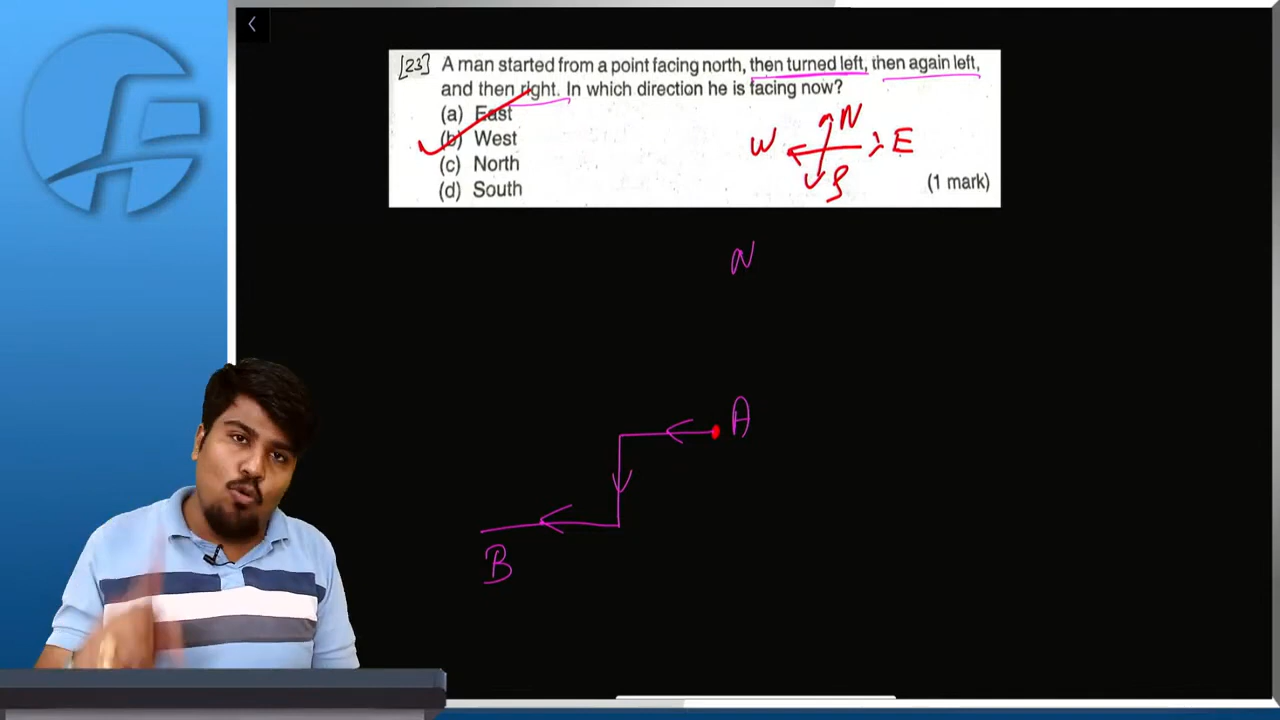 [23] A man started from a point facing north, then turned left, then again left,
and then right. In which direction he is facing now?
(a) East
(b) West
(c) North
(d) South
(1 mark)
N
W E
S
N
A
B